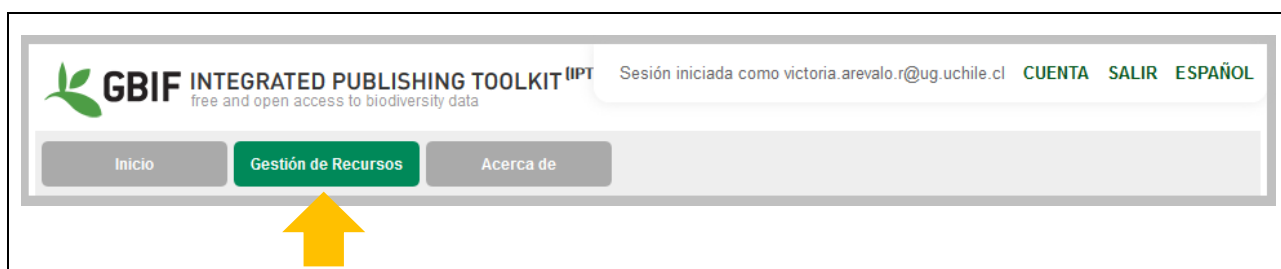 GBIF INTEGRATED PUBLISHING TOOLKIT (IPT
free and open access to biodiversity data
Sesión iniciada como victoria.arevalo.r@ug.uchile.cl CUENTA SALIR ESPAÑOL
Inicio Gestión de Recursos Acerca de